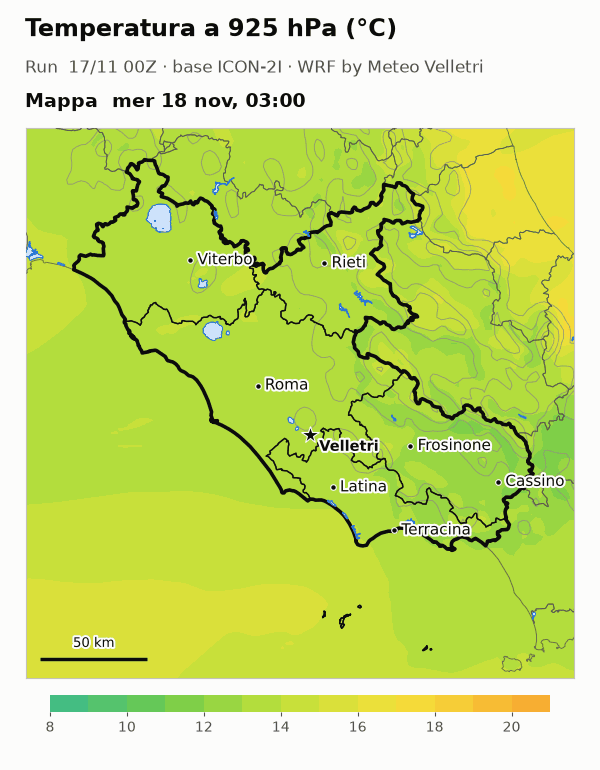 Temperatura a 925 hPa (°C)
Run  17/11 00Z · base ICON-2I · WRF by Meteo Velletri
Mappa  mer 18 nov, 03:00
Viterbo
Rieti
Roma
Velletri
Frosinone
Cassino
Latina
Terracina
50 km
8 10 12 14 16 18 20